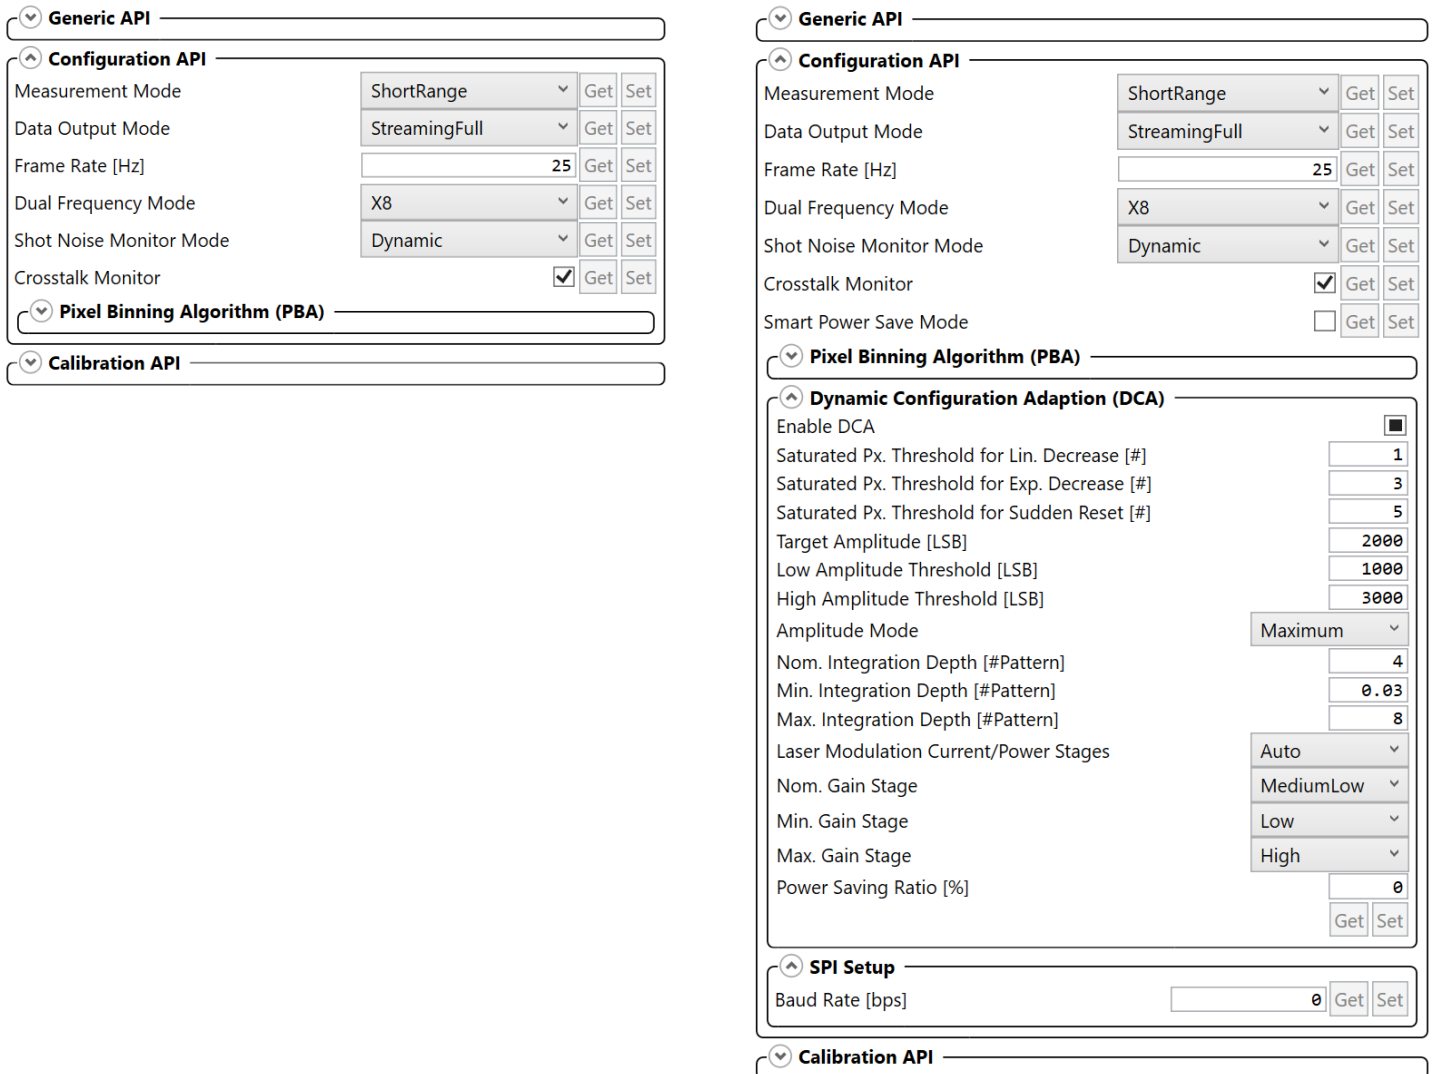 Generic API
Configuration API
Measurement Mode ShortRange Get Set
Data Output Mode StreamingFull Get Set
Frame Rate [Hz] 25 Get Set
Dual Frequency Mode X8 Get Set
Shot Noise Monitor Mode Dynamic Get Set
Crosstalk Monitor Get Set
Pixel Binning Algorithm (PBA)
Calibration API
Generic API
Configuration API
Measurement Mode ShortRange Get Set
Data Output Mode StreamingFull Get Set
Frame Rate [Hz] 25 Get Set
Dual Frequency Mode X8 Get Set
Shot Noise Monitor Mode Dynamic Get Set
Crosstalk Monitor Get Set
Smart Power Save Mode Get Set
Pixel Binning Algorithm (PBA)
Dynamic Configuration Adaption (DCA)
Enable DCA
Saturated Px. Threshold for Lin. Decrease [#] 1
Saturated Px. Threshold for Exp. Decrease [#] 3
Saturated Px. Threshold for Sudden Reset [#] 5
Target Amplitude [LSB] 2000
Low Amplitude Threshold [LSB] 1000
High Amplitude Threshold [LSB] 3000
Amplitude Mode Maximum
Nom. Integration Depth [#Pattern] 4
Min. Integration Depth [#Pattern] 0.03
Max. Integration Depth [#Pattern] 8
Laser Modulation Current/Power Stages Auto
Nom. Gain Stage MediumLow
Min. Gain Stage Low
Max. Gain Stage High
Power Saving Ratio [%] 0
Get Set
SPI Setup
Baud Rate [bps] 0 Get Set
Calibration API